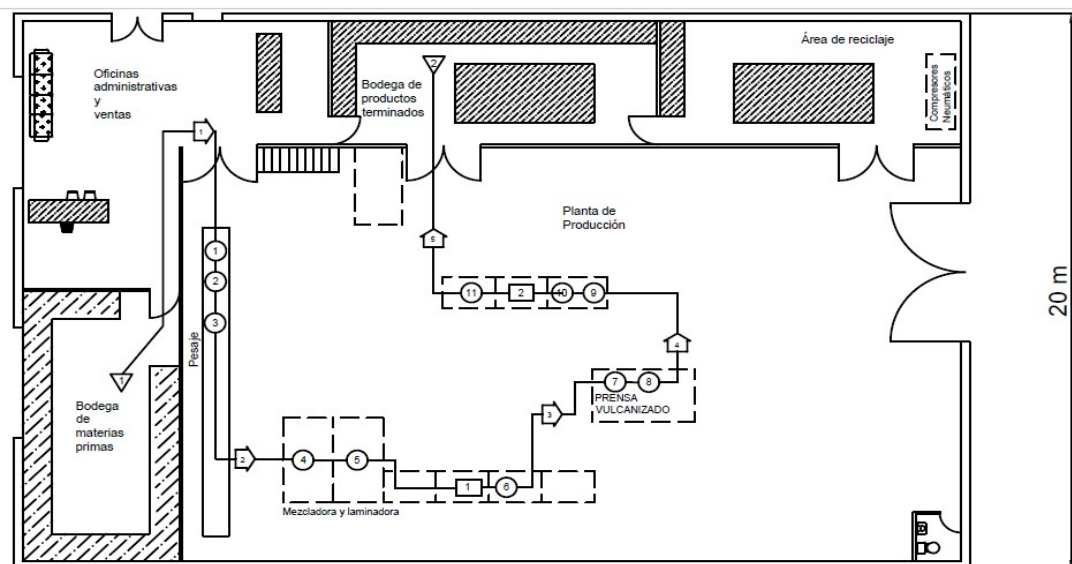 Oficinas
administrativas
y
ventas
1
Bodega de
productos
terminados
2
Área de reciclaje
Compresores
Neumáticos
Planta de
Producción
5
1
2
3
Pesaje
11
2
10
9
4
7
8
PRENSA
VULCANIZADO
3
1
Bodega
de
materias
primas
2
4
5
1
6
Mezcladora y laminadora
20 m